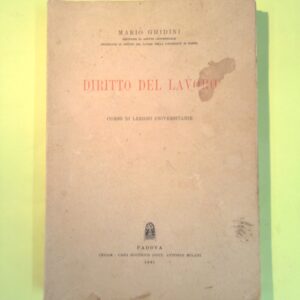 MARIO GHIDINI
DIRITTO DEL LAVORO
CORSO DI LEZIONI UNIVERSITARIE
PADOVA
CEDAM - CASA EDITRICE DOTT. ANTONIO MILANI